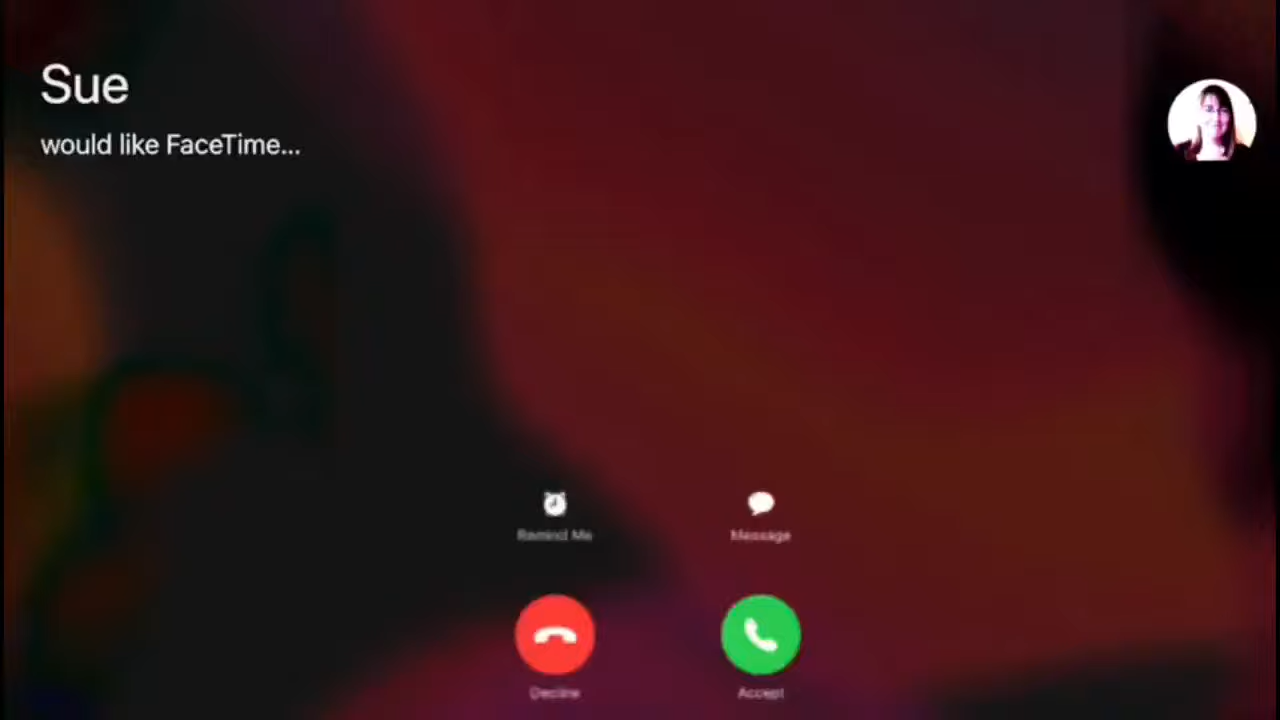 Sue
would like FaceTime...
Remind Me
Message
Decline
Accept